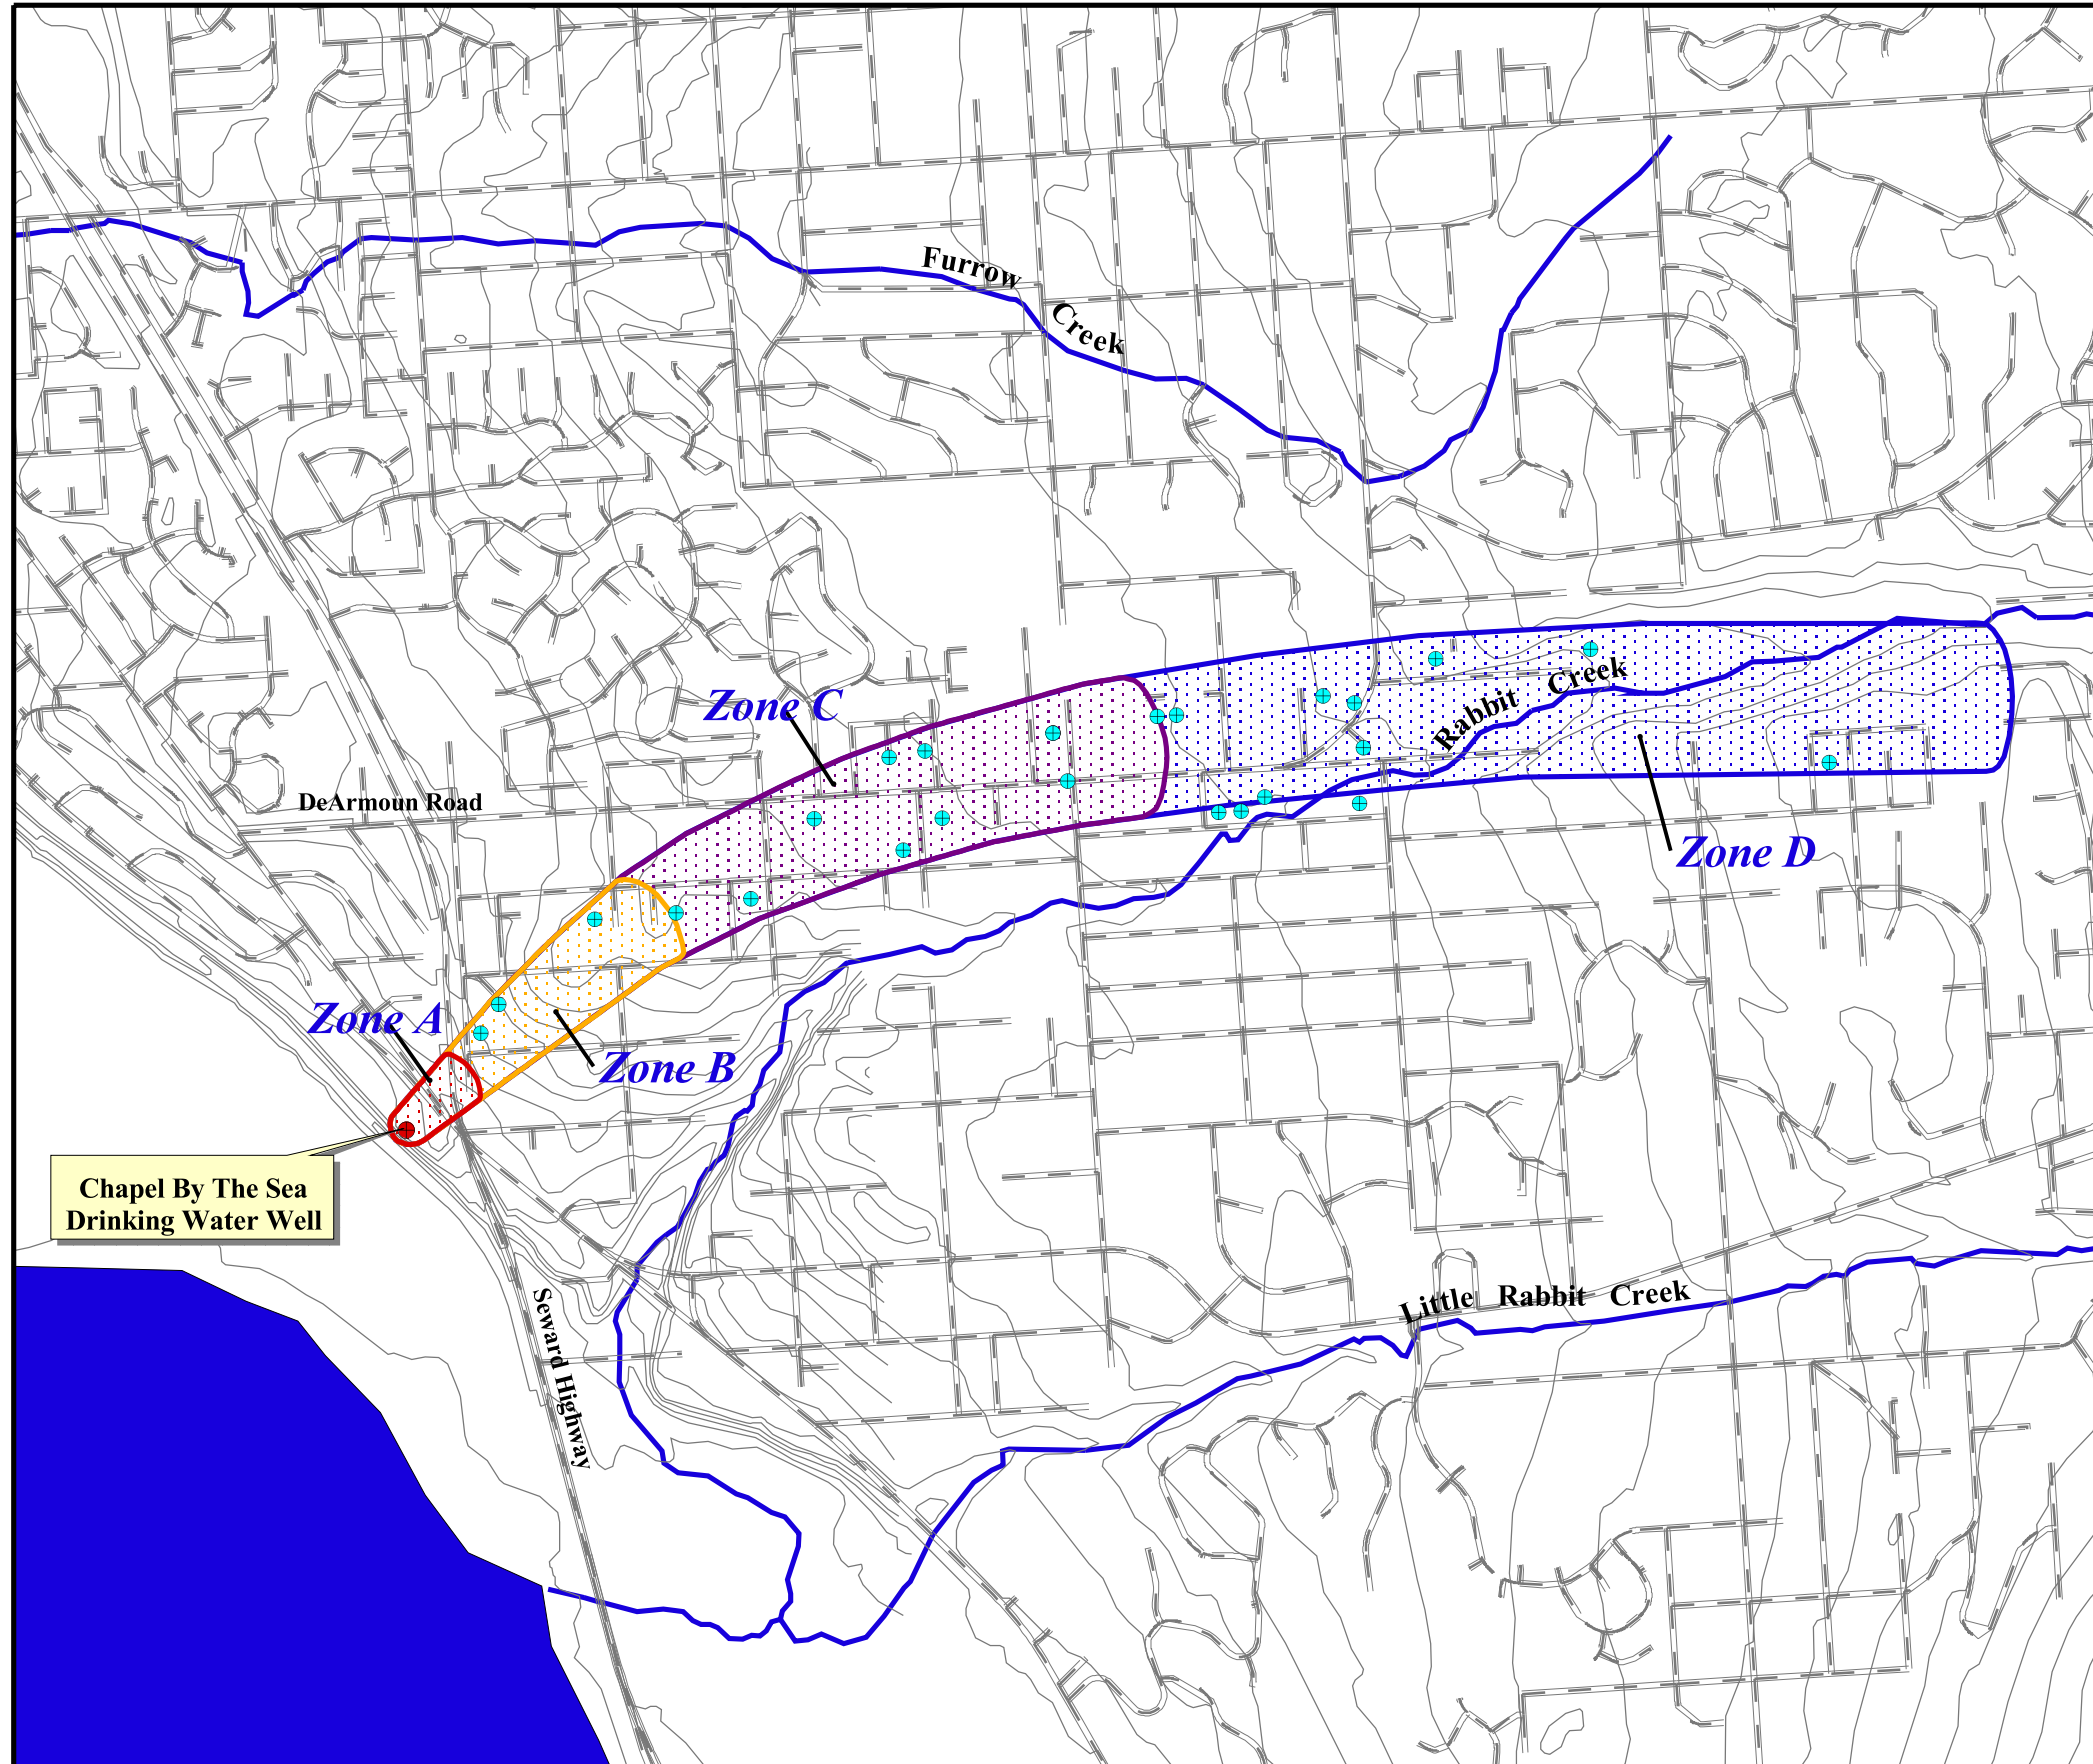 Furrow Creek
Rabbit Creek
Zone C
DeArmoun Road
Zone D
Zone A
Zone B
Chapel By The Sea
Drinking Water Well
Seward Highway
Little Rabbit Creek